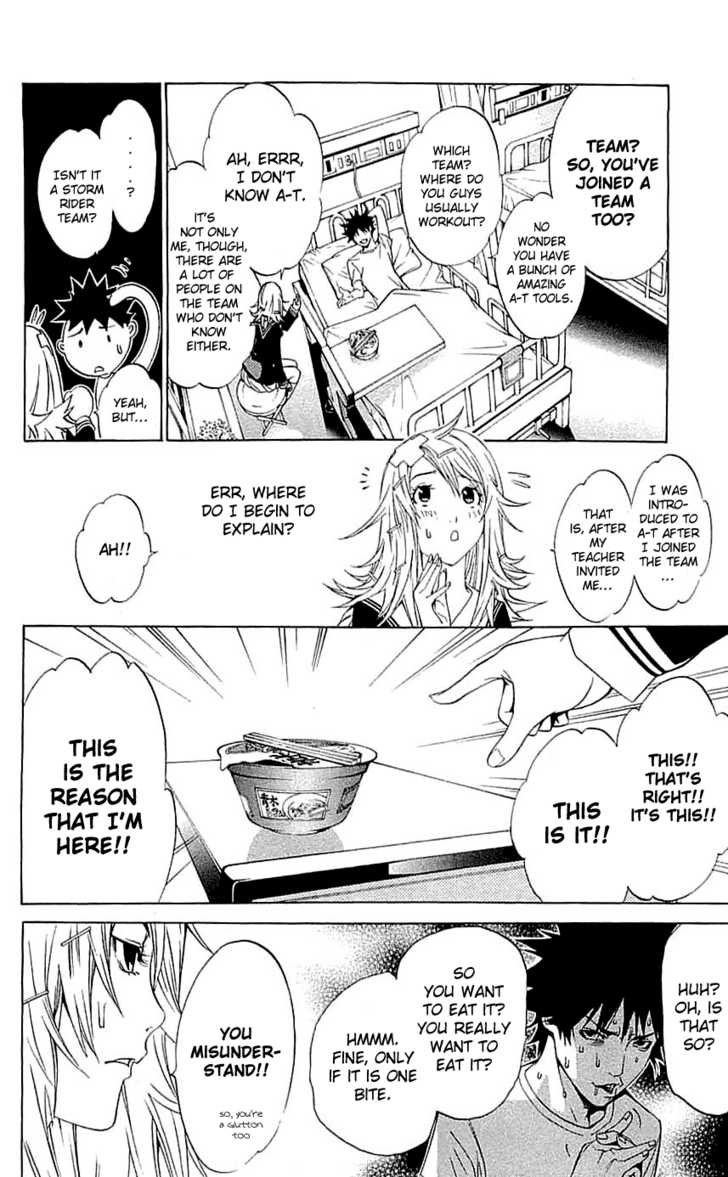 TEAM?
SO, YOU'VE
JOINED A
TEAM
TOO?
NO
WONDER
YOU HAVE
A BUNCH OF
AMAZING
A-T TOOLS.
WHICH
TEAM?
WHERE DO
YOU GUYS
USUALLY
WORKOUT?
AH, ERRR,
I DON'T
KNOW A-T.
IT'S
NOT ONLY
ME, THOUGH,
THERE ARE
A LOT OF
PEOPLE ON
THE TEAM
WHO DON'T
KNOW
EITHER.
.....?
ISN'T IT
A STORM
RIDER
TEAM?
YEAH,
BUT...
I WAS
INTRO-
DUCED TO
A-T AFTER
I JOINED
THE TEAM
...
THAT
IS, AFTER
MY
TEACHER
INVITED
ME...
ERR, WHERE
DO I BEGIN TO
EXPLAIN?
AH!!
THIS!!
THAT'S
RIGHT!!
IT'S THIS!!
THIS
IS IT!!
THIS
IS THE
REASON
THAT I'M
HERE!!
HUH?
OH, IS
THAT
SO?
SO
YOU WANT
TO EAT IT?
YOU REALLY
WANT TO
EAT IT?
HMMM.
FINE, ONLY
IF IT IS ONE
BITE.
YOU
MISUNDER-
STAND!!
so, you're
a glutton
too